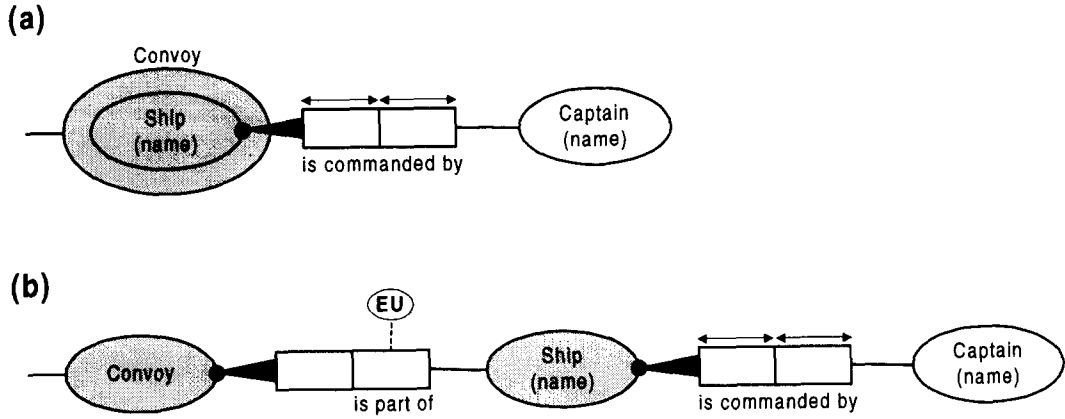 (a)
Convoy
Ship
(name)
Captain
(name)
is commanded by
(b)
EU
Convoy
is part of
Ship
(name)
is commanded by
Captain
(name)